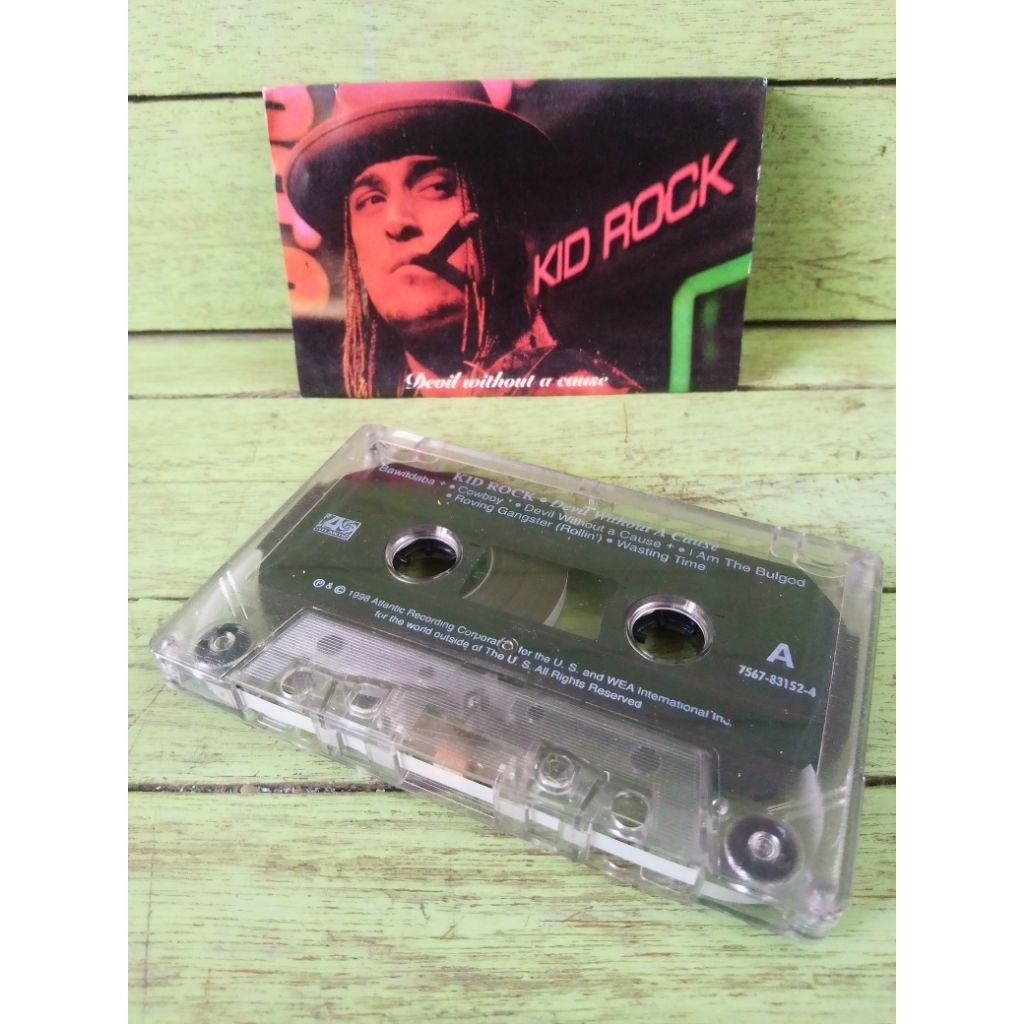 KID ROCK
Devil without a cause
KID ROCK • Devil Without A Cause
Bawitdaba + • Cowboy * • Devil Without a Cause + • I Am The Bulgod
• Roving Gangster (Rollin') • Wasting Time
ATLANTIC
℗ & © 1998 Atlantic Recording Corporation for the U. S. and WEA International Inc.
for the world outside of The U. S. All Rights Reserved
A
7567-83152-4